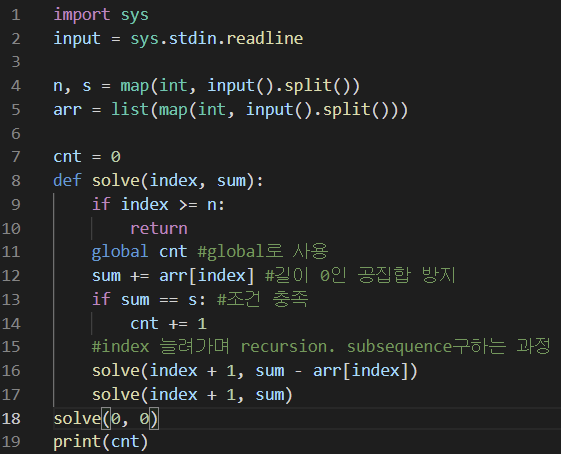 1 import sys
2 input = sys.stdin.readline
3
4 n, s = map(int, input().split())
5 arr = list(map(int, input().split()))
6
7 cnt = 0
8 def solve(index, sum):
9     if index >= n:
10         return
11     global cnt #global로 사용
12     sum += arr[index] #길이 0인 공집합 방지
13     if sum == s: #조건 충족
14         cnt += 1
15     #index 늘려가며 recursion. subsequence구하는 과정
16     solve(index + 1, sum - arr[index])
17     solve(index + 1, sum)
18 solve(0, 0)
19 print(cnt)